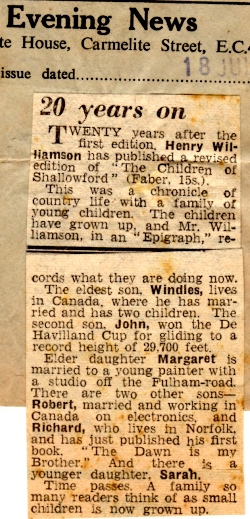 Evening News
te House, Carmelite Street, E.C.4
issue dated
18 JU
20 years on
TWENTY years after the
first edition, Henry Wil-
liamson has published a revised
edition of "The Children of
Shallowford" (Faber, 15s.).
This was a chronicle of
country life with a family of
young children. The children
have grown up, and Mr. Wil-
liamson, in an "Epigraph," re-
cords what they are doing now.
The eldest son, Windles, lives
in Canada, where he has mar-
ried and has two children. The
second son, John, won the De
Havilland Cup for gliding to a
record height of 29,700 feet.
Elder daughter Margaret is
married to a young painter with
a studio off the Fulham-road.
There are two other sons—
Robert, married and working in
Canada on electronics, and
Richard, who lives in Norfolk,
and has just published his first
book, "The Dawn is my
Brother." And there is a
younger daughter, Sarah.
Time passes. A family so
many readers think of as small
children is now grown up.